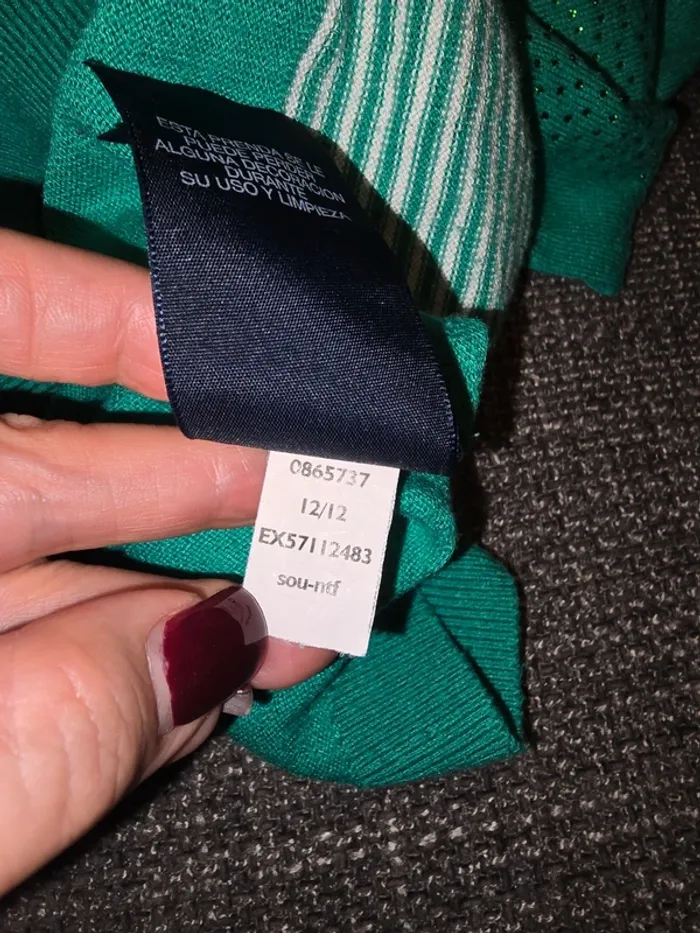 ESTA PRENDA SE LE
PUEDE PERDER
ALGUNA DECORACION
DURANTE
SU USO Y LIMPIEZA
0865737
12/12
EX57112483
sou-ntf